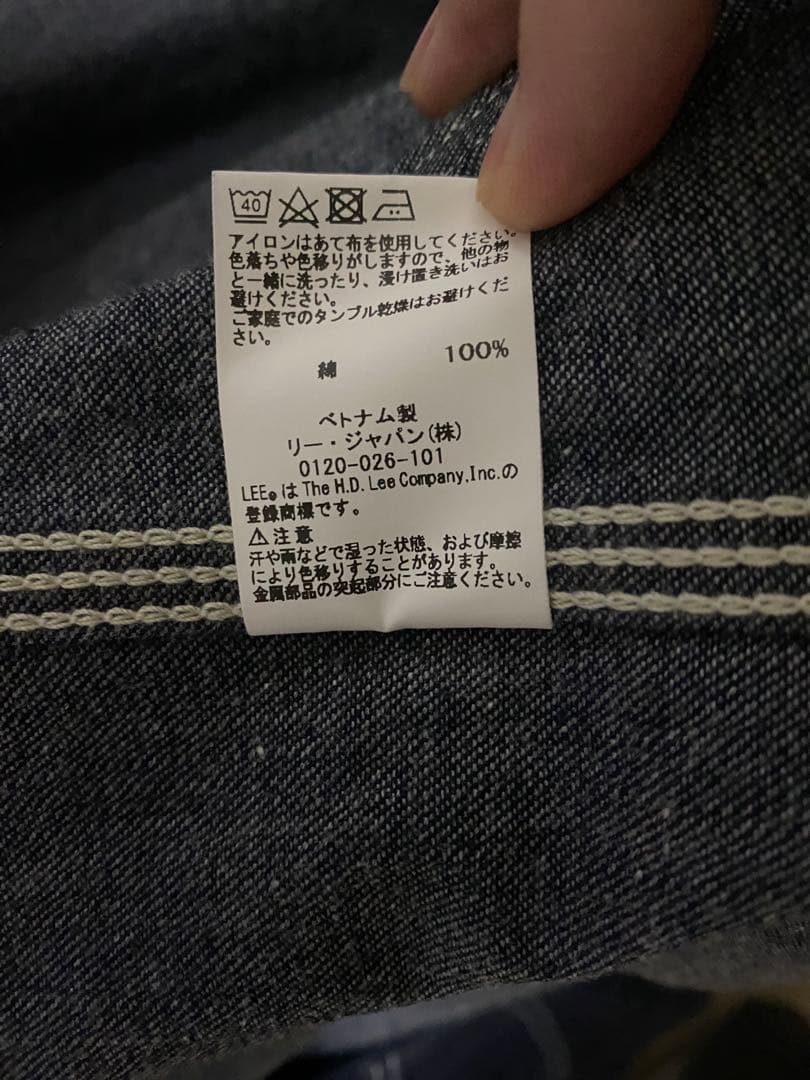 40
アイロンはあて布を使用してください。
色落ちや色移りがしますので、他の物
と一緒に洗ったり、浸け置き洗いはお
避けください。
ご家庭でのタンブル乾燥はお避けくだ
さい。
綿 100%
ベトナム製
リー・ジャパン(株)
0120-026-101
LEE®は The H.D. Lee Company,Inc.の
登録商標です。
⚠注意
汗や雨などで湿った状態、および摩擦
により色移りすることがあります。
金属部品の突起部分にご注意ください。